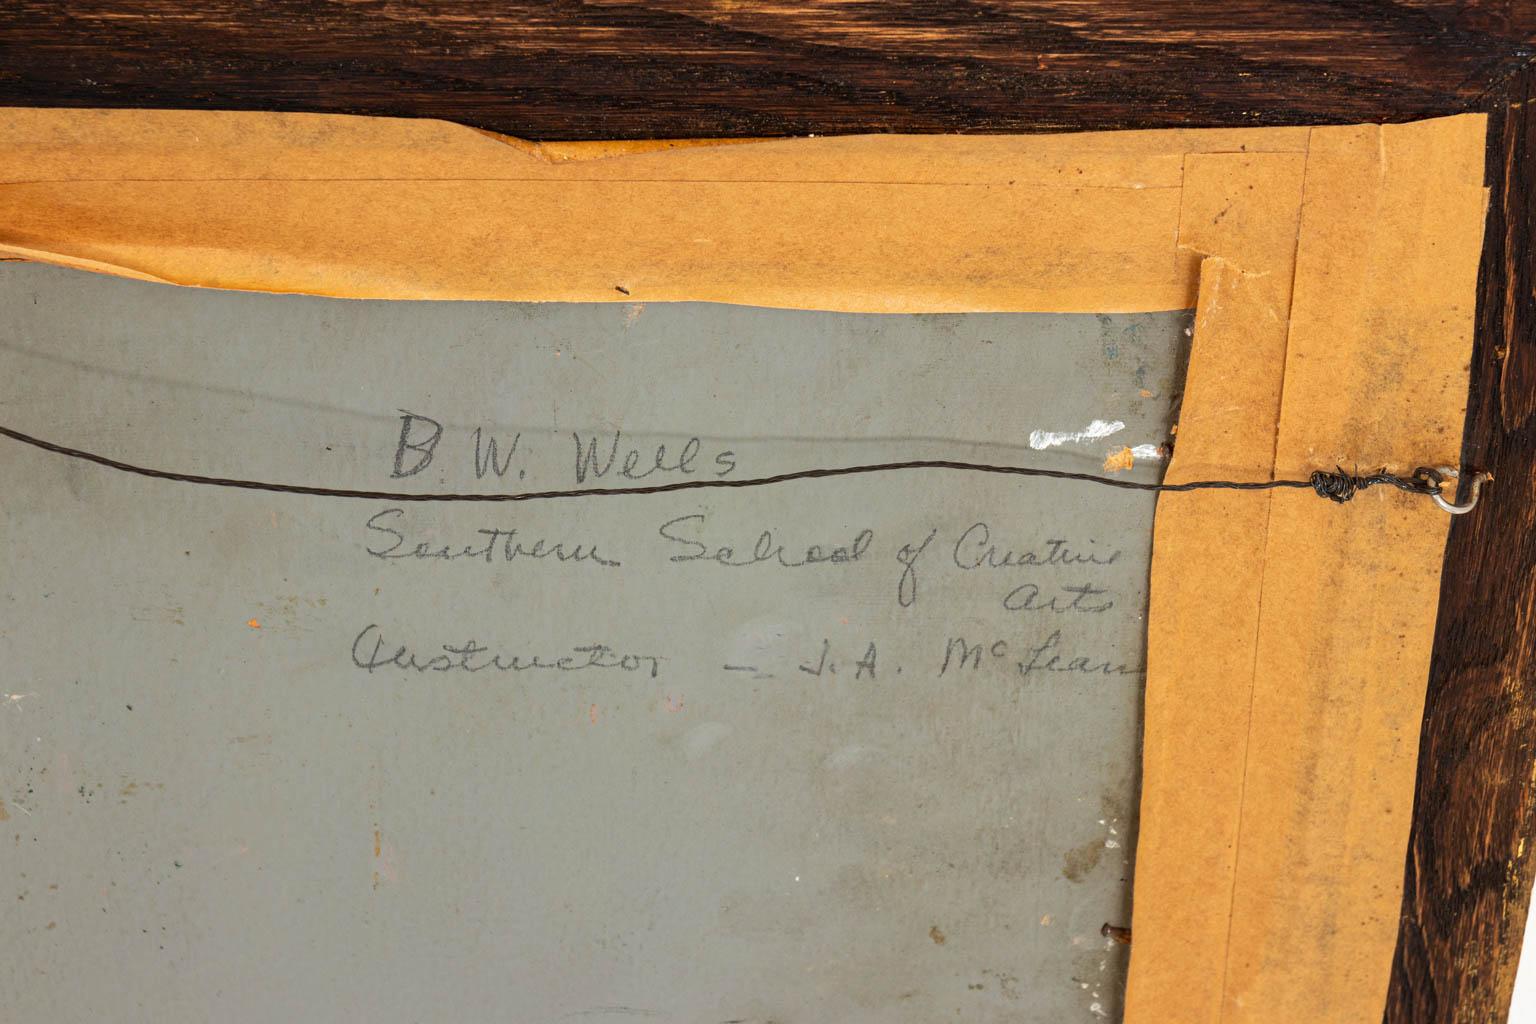 B W. Wells
Southern School of Creative
Arts
Instructor - J. A. McLean